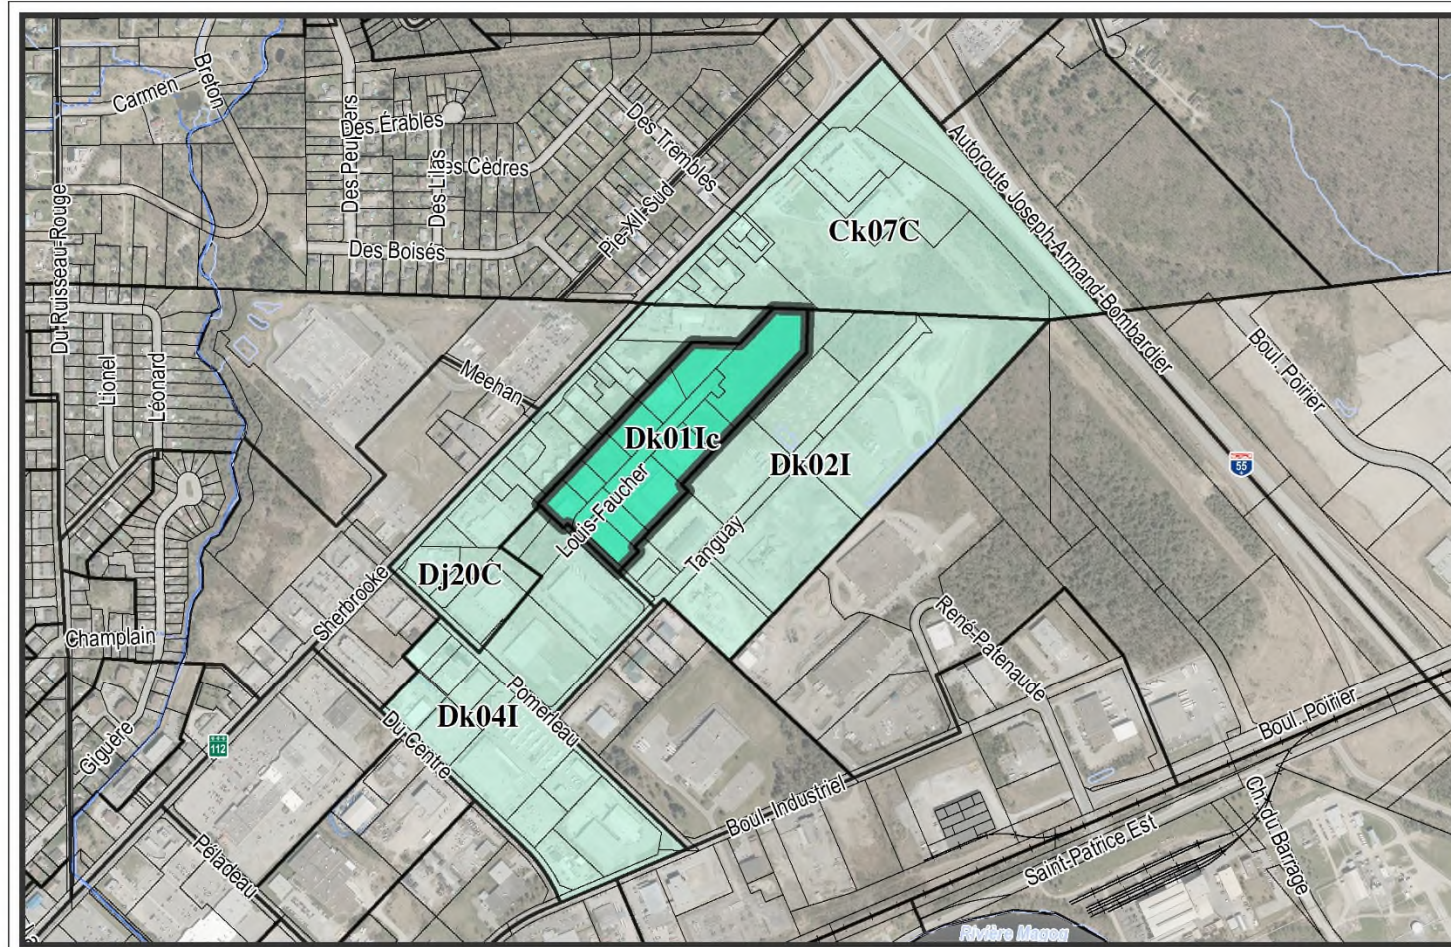 Carmen
Breton
Des Peupliers
Des Érables
Des Lilas
Des Cèdres
Des Trembles
Des Boisés
Pie-XII-Sud
Du Ruisseau-Rouge
Lionel
Léonard
Meehan
Ck07C
Autoroute Joseph-Armand-Bombardier
Boul. Poirier
Dk01Ic
Dk02I
55
Louis-Faucher
Tanguay
Dj20C
Sherbrooke
Champlain
René-Patenaude
Pomerleau
Dk04I
Du Centre
Giguère
112
Boul. Poirier
Boul. Industriel
Péladeau
Saint-Patrice Est
Ch. du Barrage
Rivière Magog